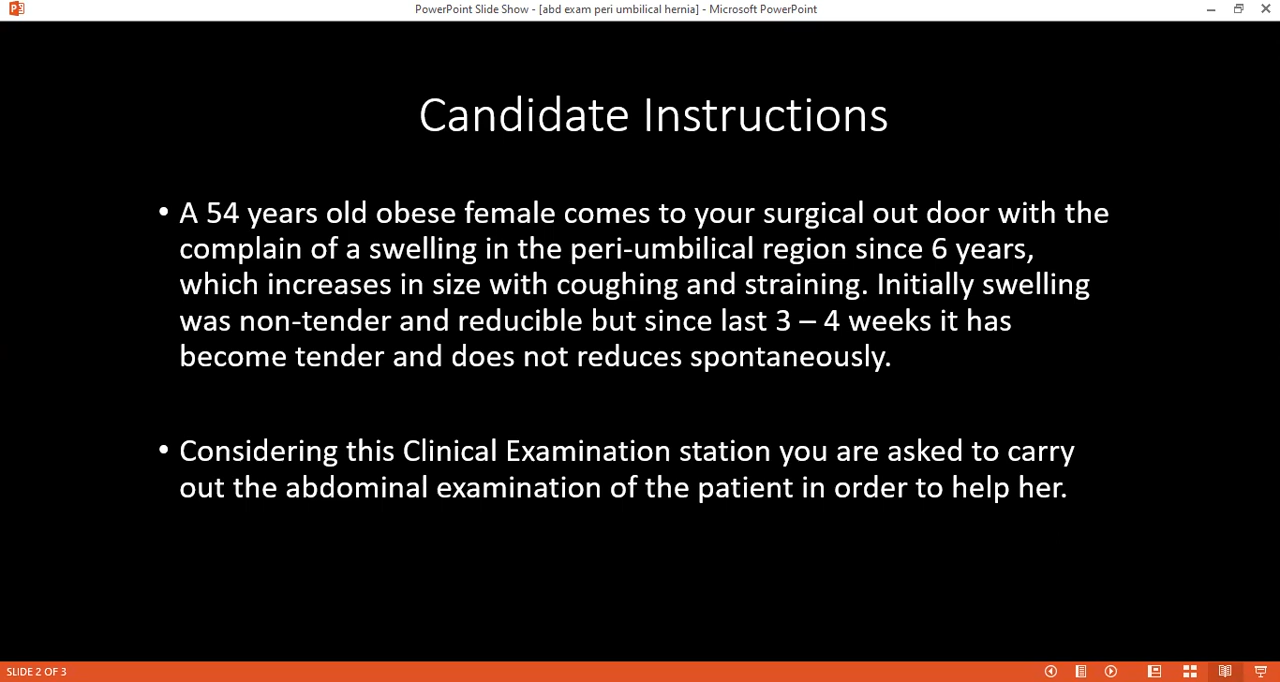 PowerPoint Slide Show - [abd exam peri umbilical hernia] - Microsoft PowerPoint
Candidate Instructions
• A 54 years old obese female comes to your surgical out door with the
complain of a swelling in the peri-umbilical region since 6 years,
which increases in size with coughing and straining. Initially swelling
was non-tender and reducible but since last 3 – 4 weeks it has
become tender and does not reduces spontaneously.
• Considering this Clinical Examination station you are asked to carry
out the abdominal examination of the patient in order to help her.
SLIDE 2 OF 3